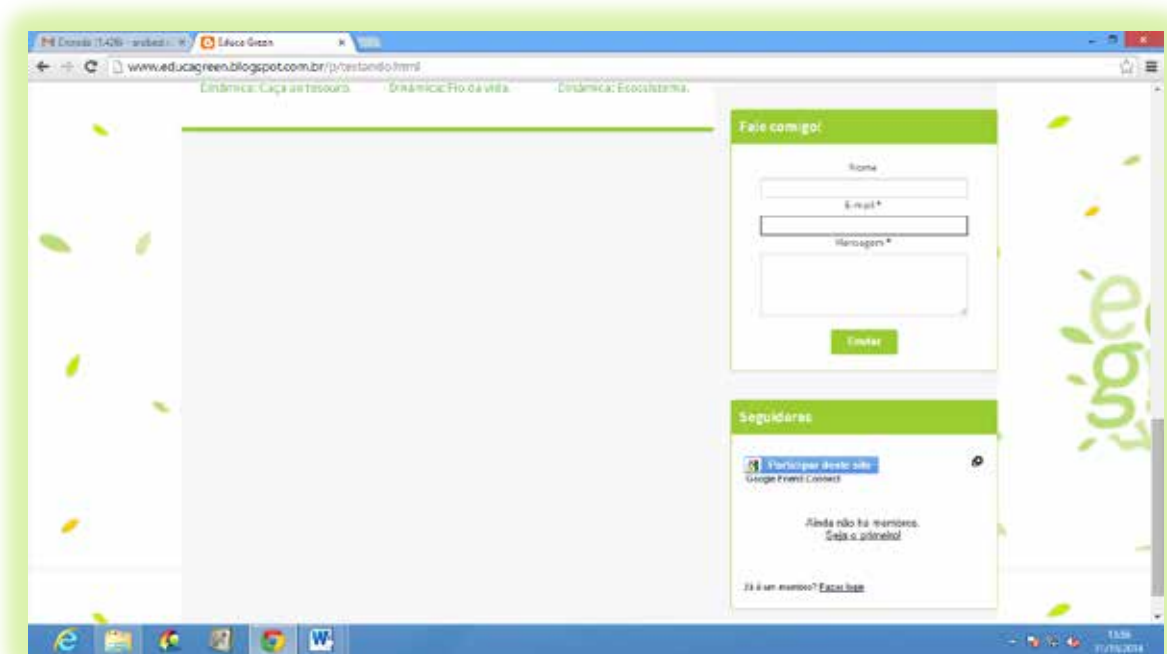 Educa Green
www.educagreen.blogspot.com.br/p/testando.html
Dinâmica: Caça ao tesouro. Dinâmica: Fio da vida. Dinâmica: Ecossistema.
Fale comigo!
Nome
E-mail *
Mensagem *
Enviar
Seguidores
Participar deste site
Google Friend Connect
Ainda não há membros.
Seja o primeiro!
Já é um membro? Fazer login
e
g
W
13:56